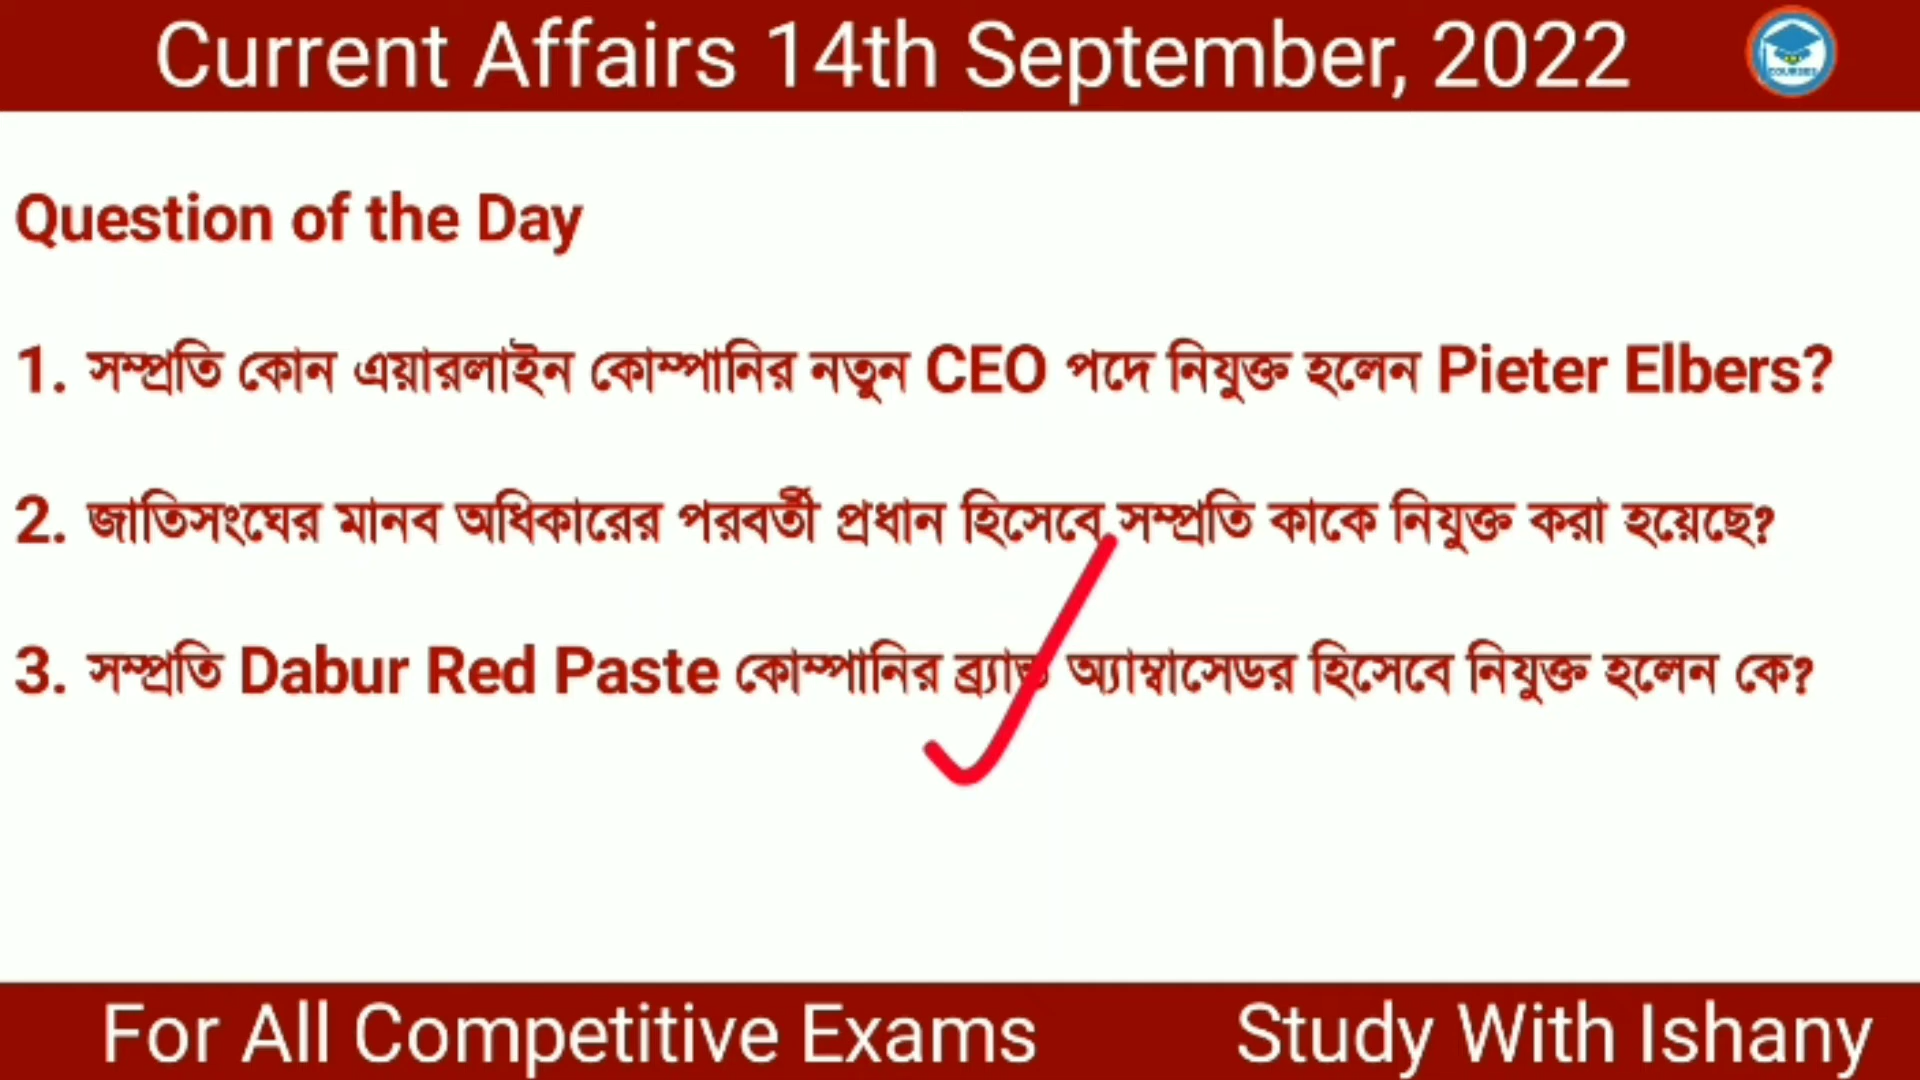 Current Affairs 14th September, 2022
COURSES
Question of the Day
1. সম্প্রতি কোন এয়ারলাইন কোম্পানির নতুন CEO পদে নিযুক্ত হলেন Pieter Elbers?
2. জাতিসংঘের মানব অধিকারের পরবর্তী প্রধান হিসেবে সম্প্রতি কাকে নিযুক্ত করা হয়েছে?
3. সম্প্রতি Dabur Red Paste কোম্পানির ব্র্যান্ড অ্যাম্বাসেডর হিসেবে নিযুক্ত হলেন কে?
For All Competitive Exams Study With Ishany